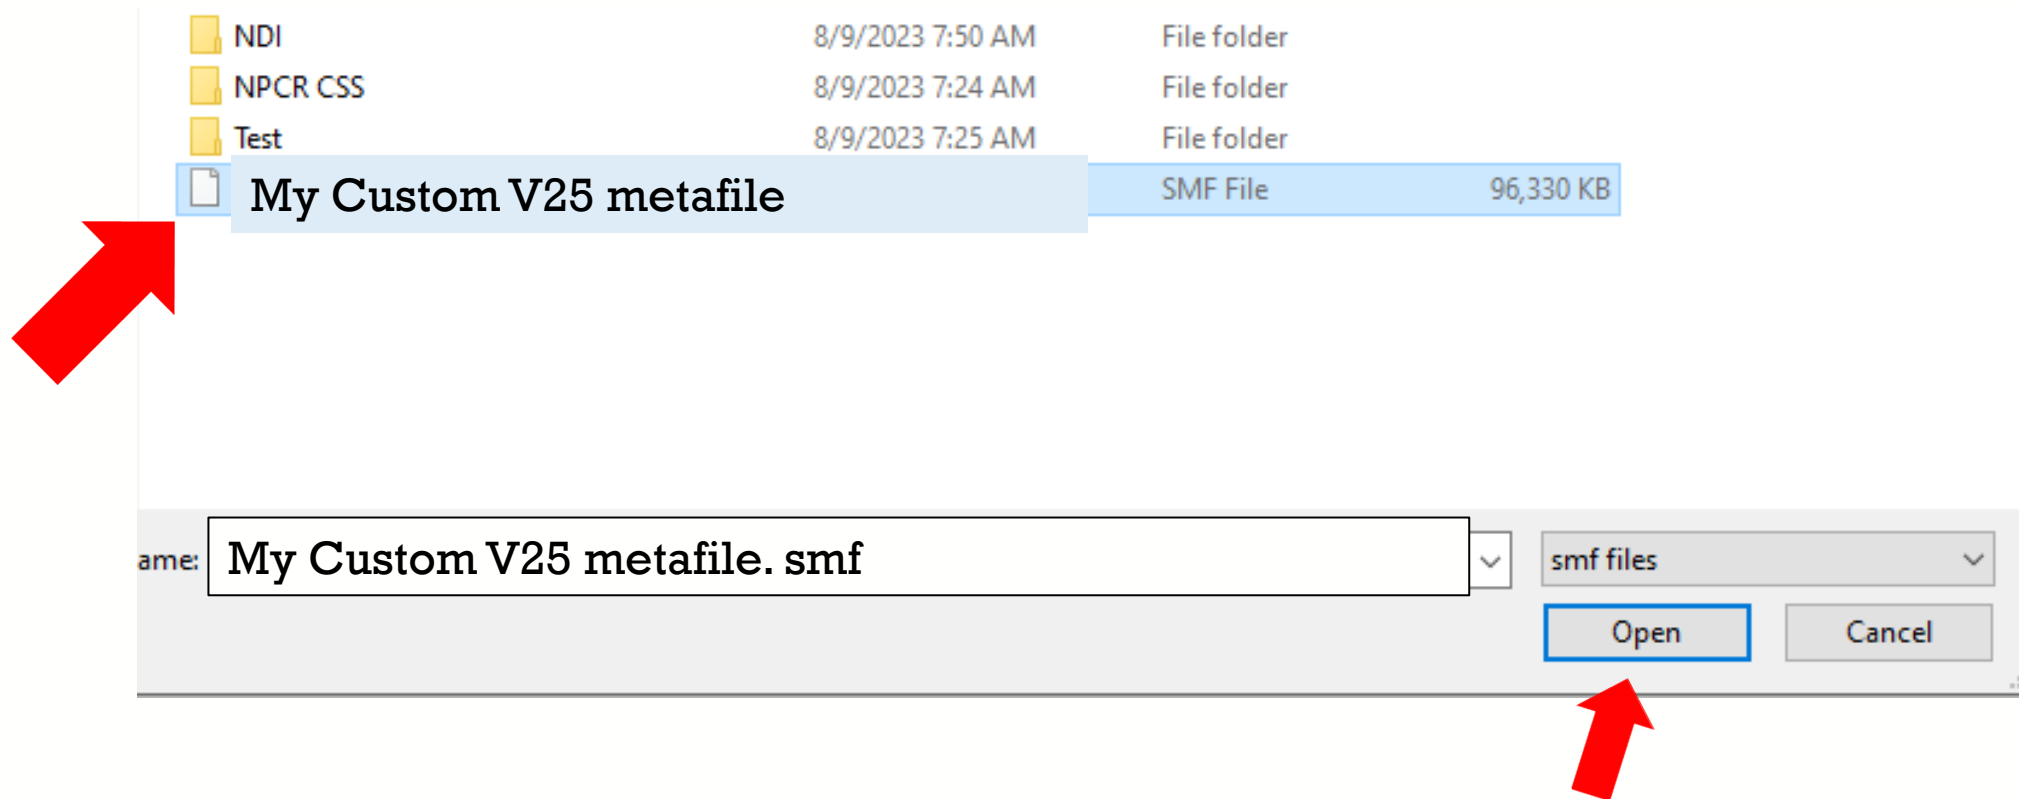 NDI 8/9/2023 7:50 AM File folder
NPCR CSS 8/9/2023 7:24 AM File folder
Test 8/9/2023 7:25 AM File folder
My Custom V25 metafile SMF File 96,330 KB
ame: My Custom V25 metafile. smf smf files
Open Cancel